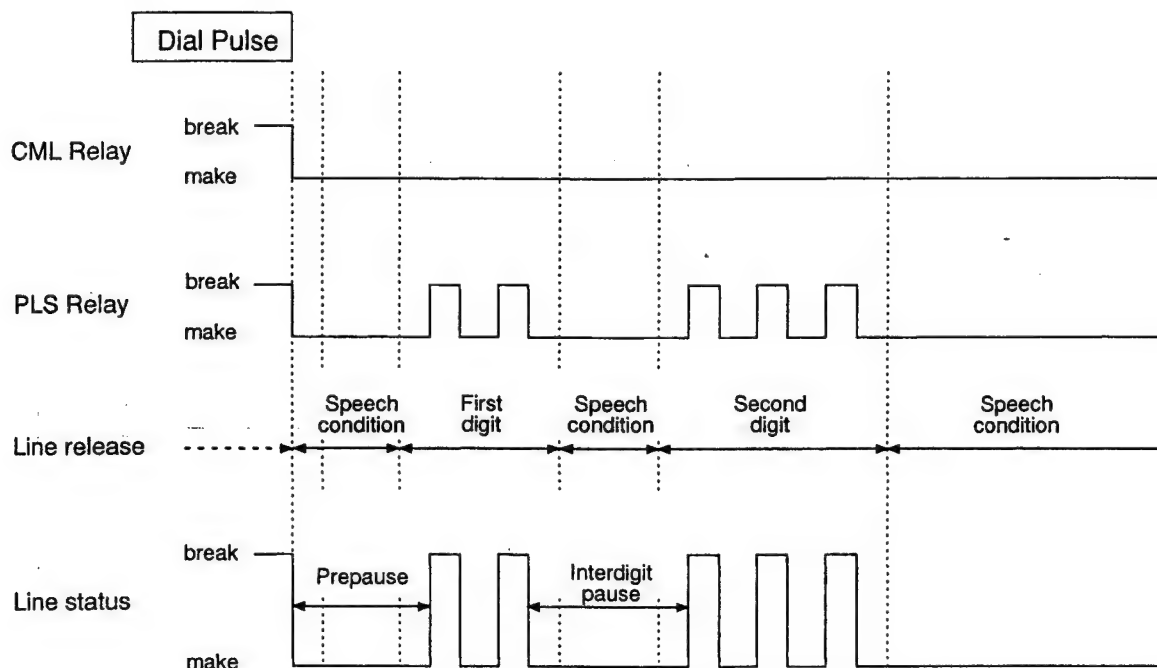 Dial Pulse
break
CML Relay
make
break
PLS Relay
make
Speech condition
First digit
Speech condition
Second digit
Speech condition
Line release
break
Prepause
Interdigit pause
Line status
make